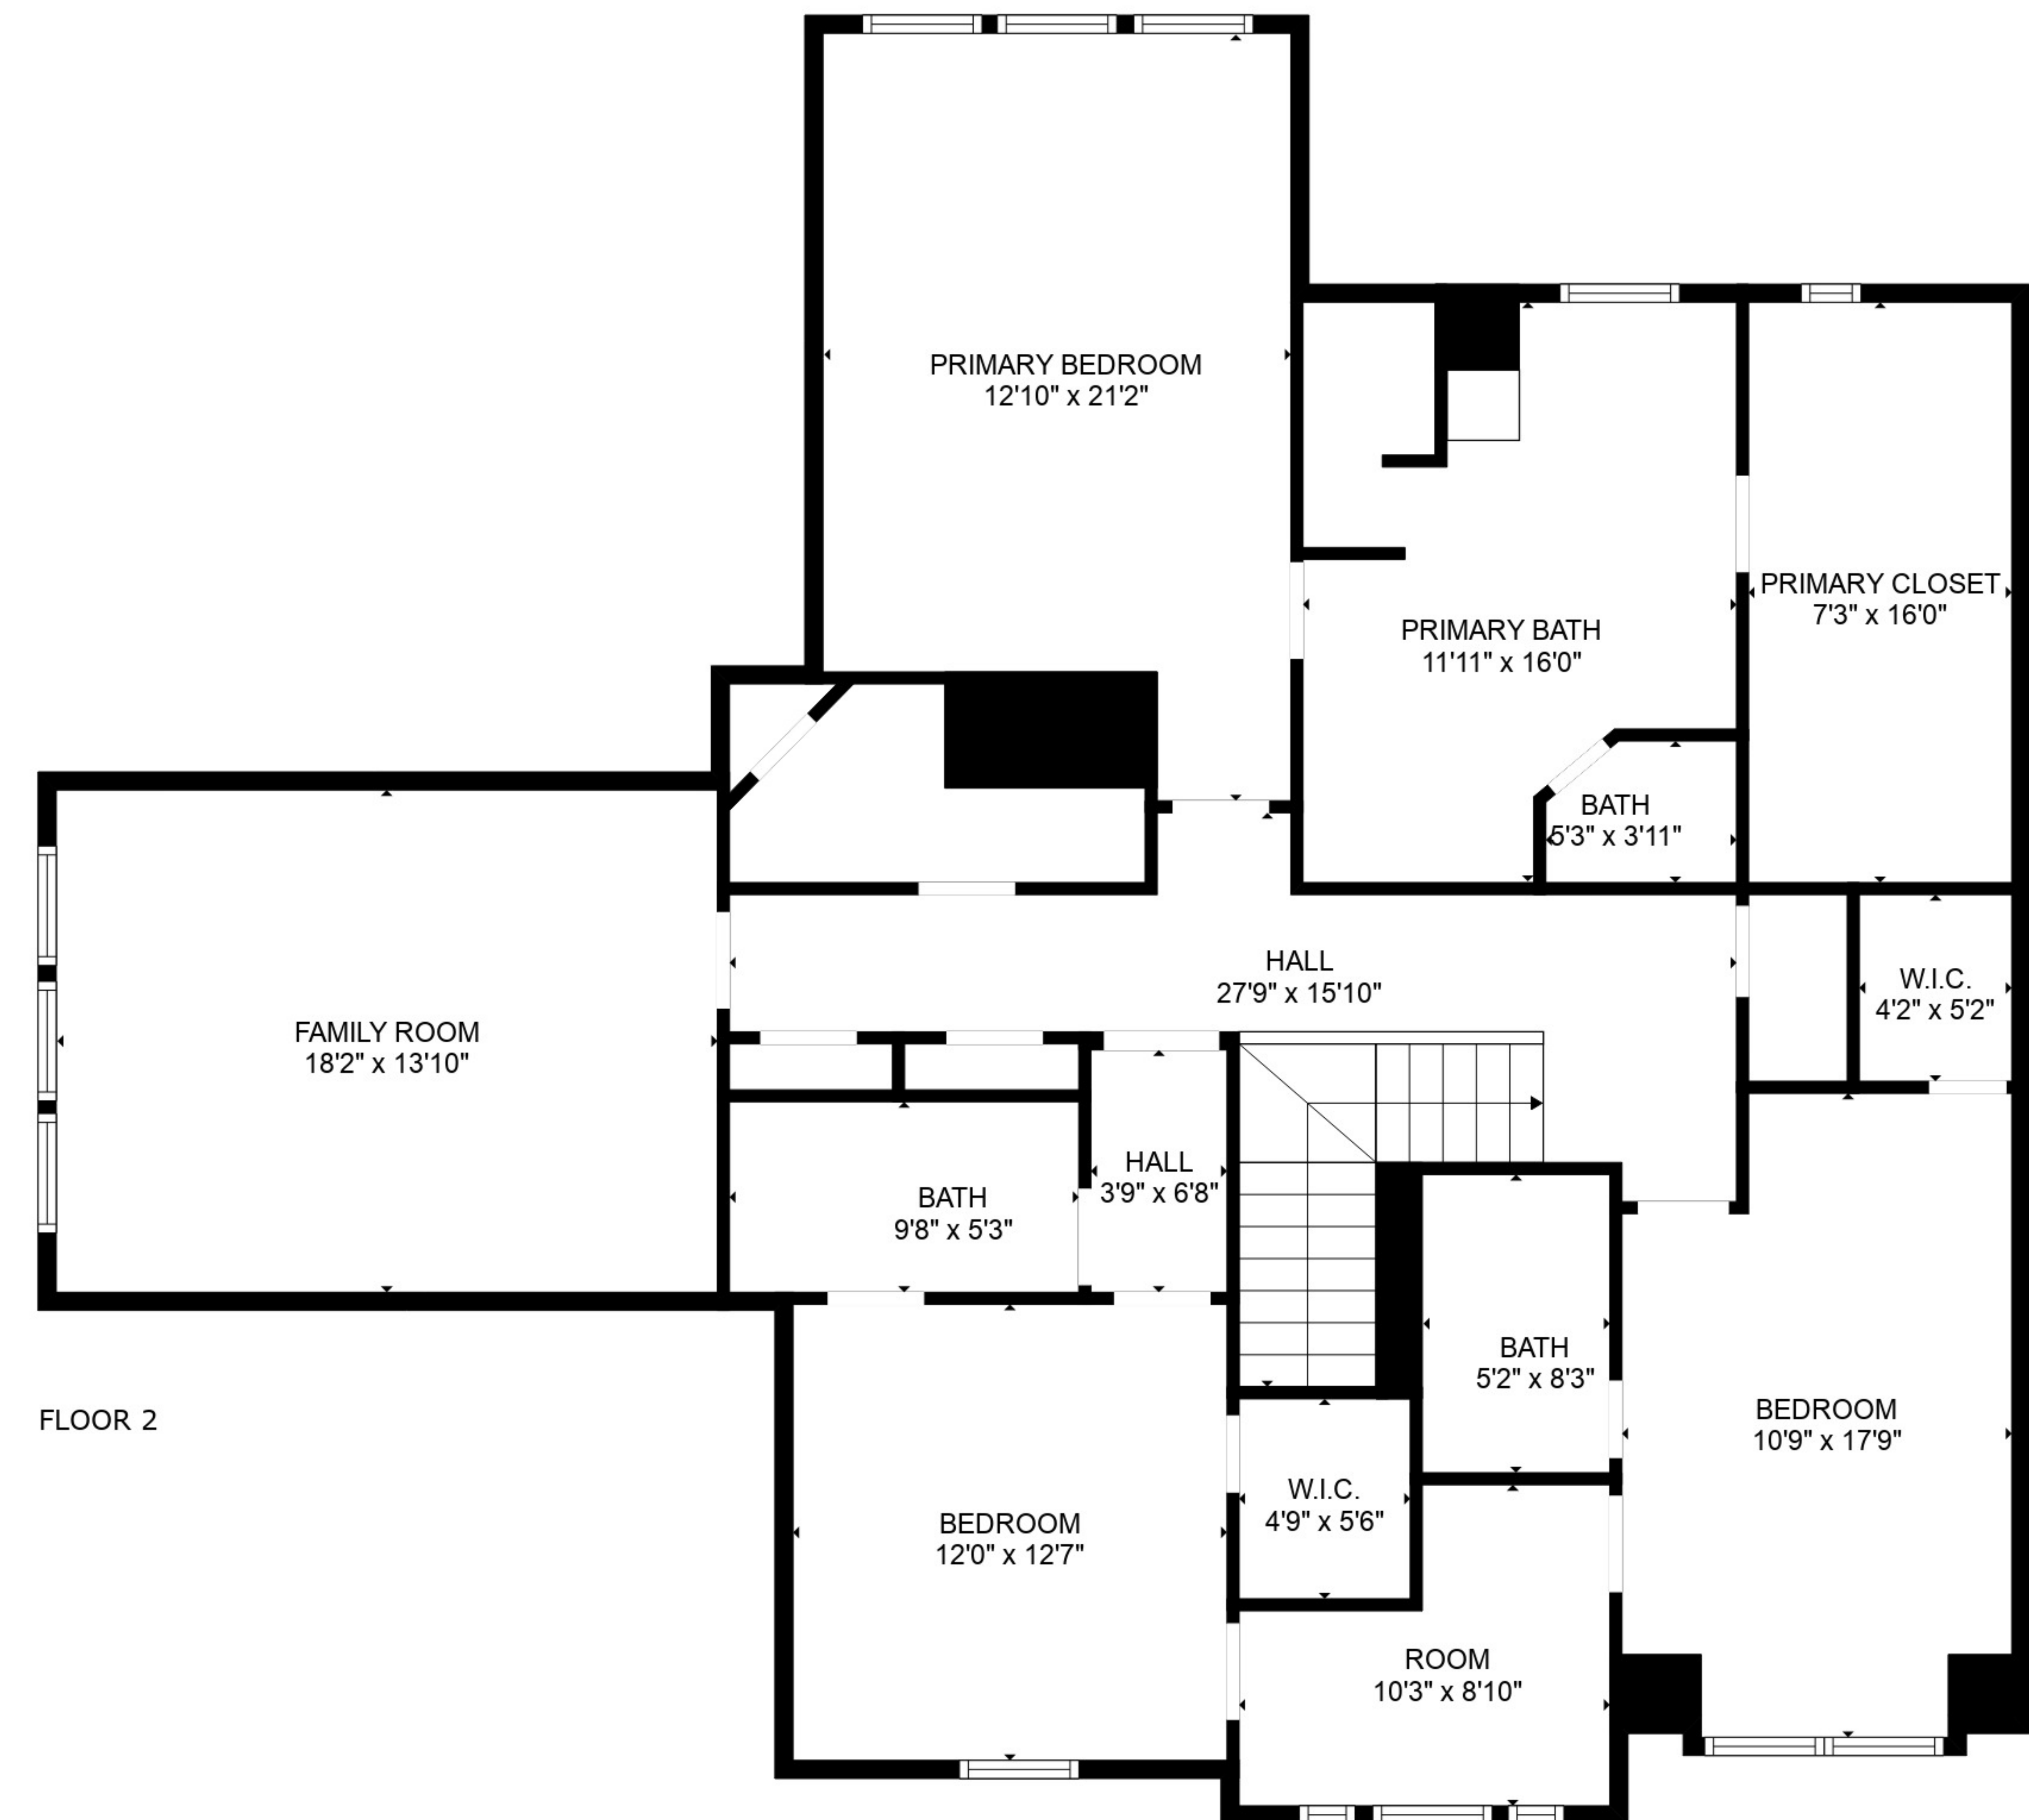 PRIMARY BEDROOM
12'10" x 21'2"
PRIMARY CLOSET
7'3" x 16'0"
PRIMARY BATH
11'11" x 16'0"
BATH
5'3" x 3'11"
HALL
27'9" x 15'10"
W.I.C.
4'2" x 5'2"
FAMILY ROOM
18'2" x 13'10"
HALL
3'9" x 6'8"
BATH
9'8" x 5'3"
BATH
5'2" x 8'3"
FLOOR 2
BEDROOM
10'9" x 17'9"
W.I.C.
4'9" x 5'6"
BEDROOM
12'0" x 12'7"
ROOM
10'3" x 8'10"